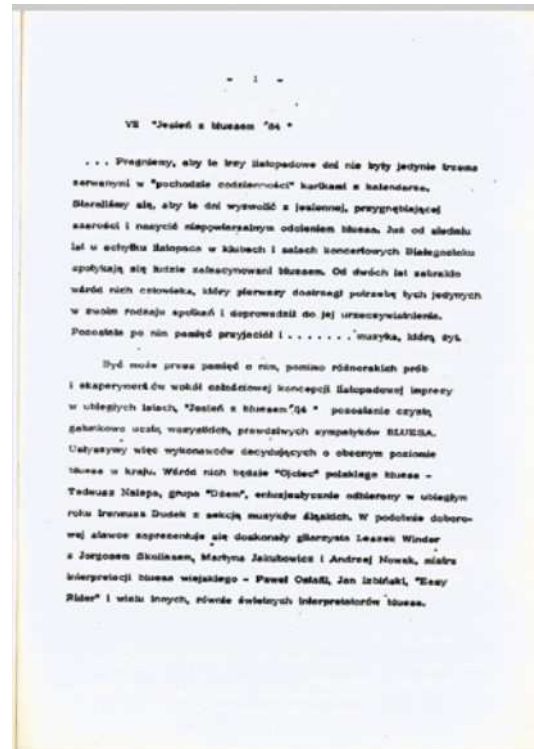 - 1 -
VII "Jesień z bluesem '84 "
. . . Pragniemy, aby te trzy listopadowe dni nie były jedynie trzema
zerwanymi w "pochodzie codzienności" kartkami z kalendarza.
Staraliśmy się, aby te dni wyzwolić z jesiennej, przygnębiającej
szarości i nasycić niepowtarzalnym odcieniem bluesa. Już od siedmiu
lat u schyłku listopada w klubach i salach koncertowych Białegostoku
spotykają się ludzie zafascynowani bluesem. Od dwóch lat zabrakło
wśród nich człowieka, który pierwszy dostrzegł potrzebę tych jedynych
w swoim rodzaju spotkań i doprowadził do jej urzeczywistnienia.
Pozostała po nim pamięć przyjaciół i . . . . . . . muzyka, którą żył.
Być może przez pamięć o nim, pomimo różnorakich prób
i eksperymentów wokół całościowej koncepcji listopadowej imprezy
w ubiegłych latach, "Jesień z bluesem '84 " pozostanie czystą
gatunkowo ucztą wszystkich, prawdziwych sympatyków BLUESA.
Usłyszymy więc wykonawców decydujących o obecnym poziomie
bluesa w kraju. Wśród nich będzie "Ojciec" polskiego bluesa -
Tadeusz Nalepa, grupa "Dżem", entuzjastycznie odbierany w ubiegłym
roku Ireneusz Dudek z sekcją muzyków śląskich. W podobnie doboro-
wej stawce zaprezentuje się doskonały gitarzysta Leszek Winder
z Jorgosem Skoliasem, Martyna Jakubowicz i Andrzej Nowak, mistrz
interpretacji bluesa wiejskiego - Paweł Ostafil, Jan Izbiński, "Easy
Rider" i wielu innych, równie świetnych interpretatorów bluesa.